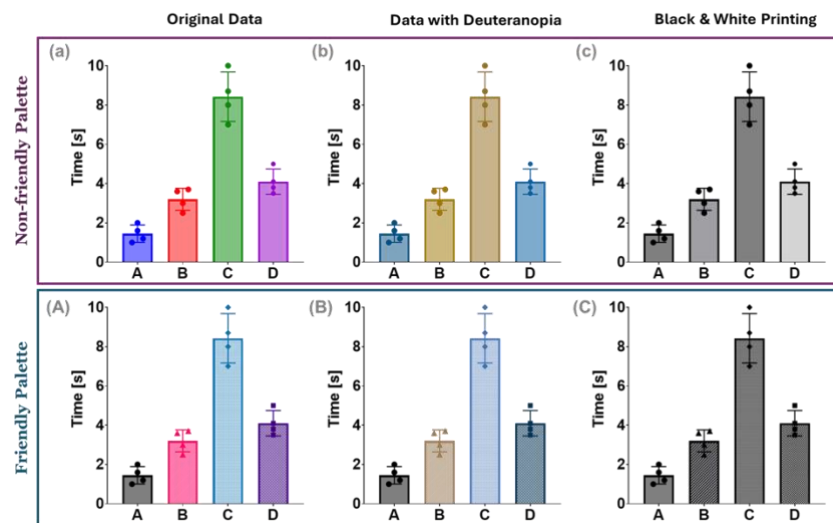 Original Data
Data with Deuteranopia
Black & White Printing
Non-friendly Palette
(a)
Time [s]
10
8
6
4
2
0
A B C D
(b)
Time [s]
10
8
6
4
2
0
A B C D
(c)
Time [s]
10
8
6
4
2
0
A B C D
Friendly Palette
(A)
Time [s]
10
8
6
4
2
0
A B C D
(B)
Time [s]
10
8
6
4
2
0
A B C D
(C)
Time [s]
10
8
6
4
2
0
A B C D